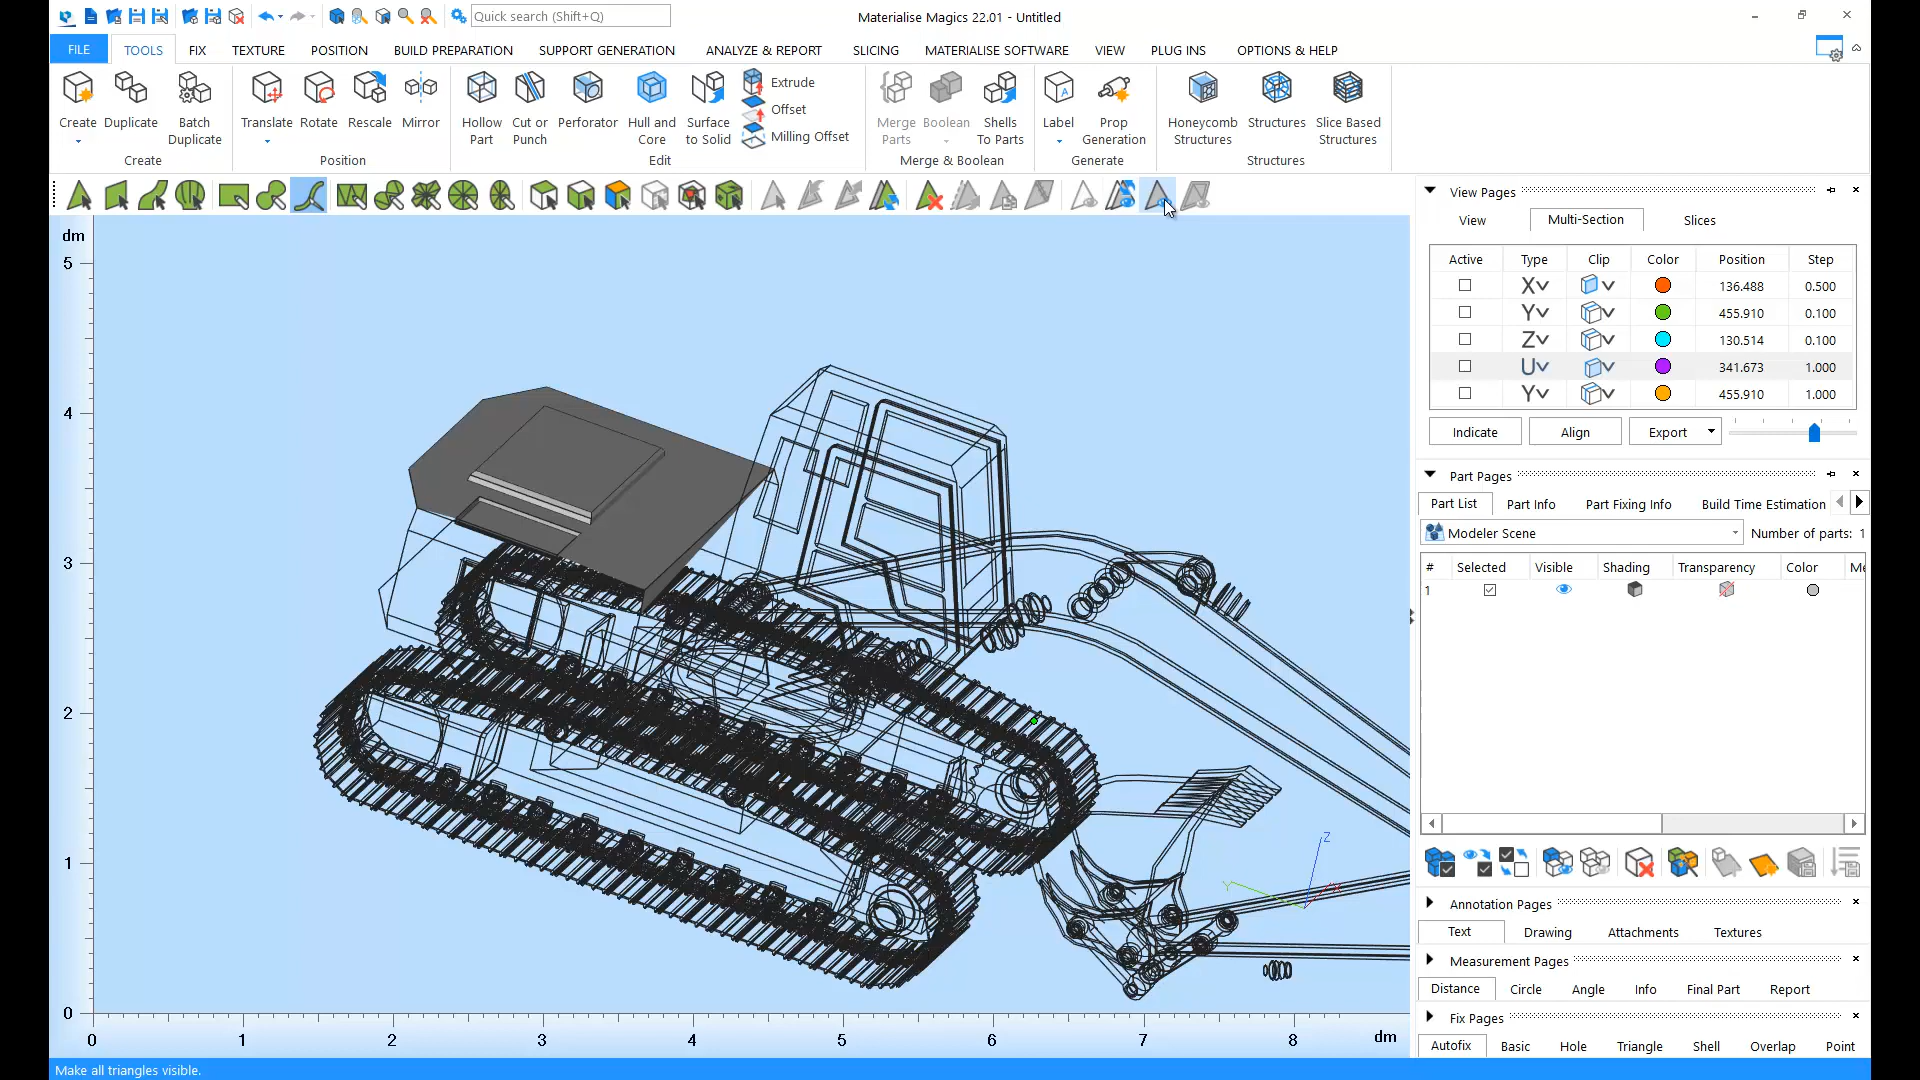 Quick search (Shift+Q)
Materialise Magics 22.01 - Untitled
FILE TOOLS FIX TEXTURE POSITION BUILD PREPARATION SUPPORT GENERATION ANALYZE & REPORT SLICING MATERIALISE SOFTWARE VIEW PLUG INS OPTIONS & HELP
Create Duplicate Batch Duplicate
Create
Translate Rotate Rescale Mirror
Position
Hollow Part Cut or Punch Perforator Hull and Core Surface to Solid Extrude Offset Milling Offset
Edit
Merge Parts Boolean Shells To Parts
Merge & Boolean
Label Prop Generation
Generate
Honeycomb Structures Structures Slice Based Structures
Structures
dm
5
4
3
2
1
0
0 1 2 3 4 5 6 7 8 dm
Z
Y
X
View Pages
View Multi-Section Slices
Active Type Clip Color Position Step
X 136.488 0.500
Y 455.910 0.100
Z 130.514 0.100
U 341.673 1.000
Y 455.910 1.000
Indicate Align Export
Part Pages
Part List Part Info Part Fixing Info Build Time Estimation
Modeler Scene Number of parts: 1
# Selected Visible Shading Transparency Color Me
1
Annotation Pages
Text Drawing Attachments Textures
Measurement Pages
Distance Circle Angle Info Final Part Report
Fix Pages
Autofix Basic Hole Triangle Shell Overlap Point
Make all triangles visible.